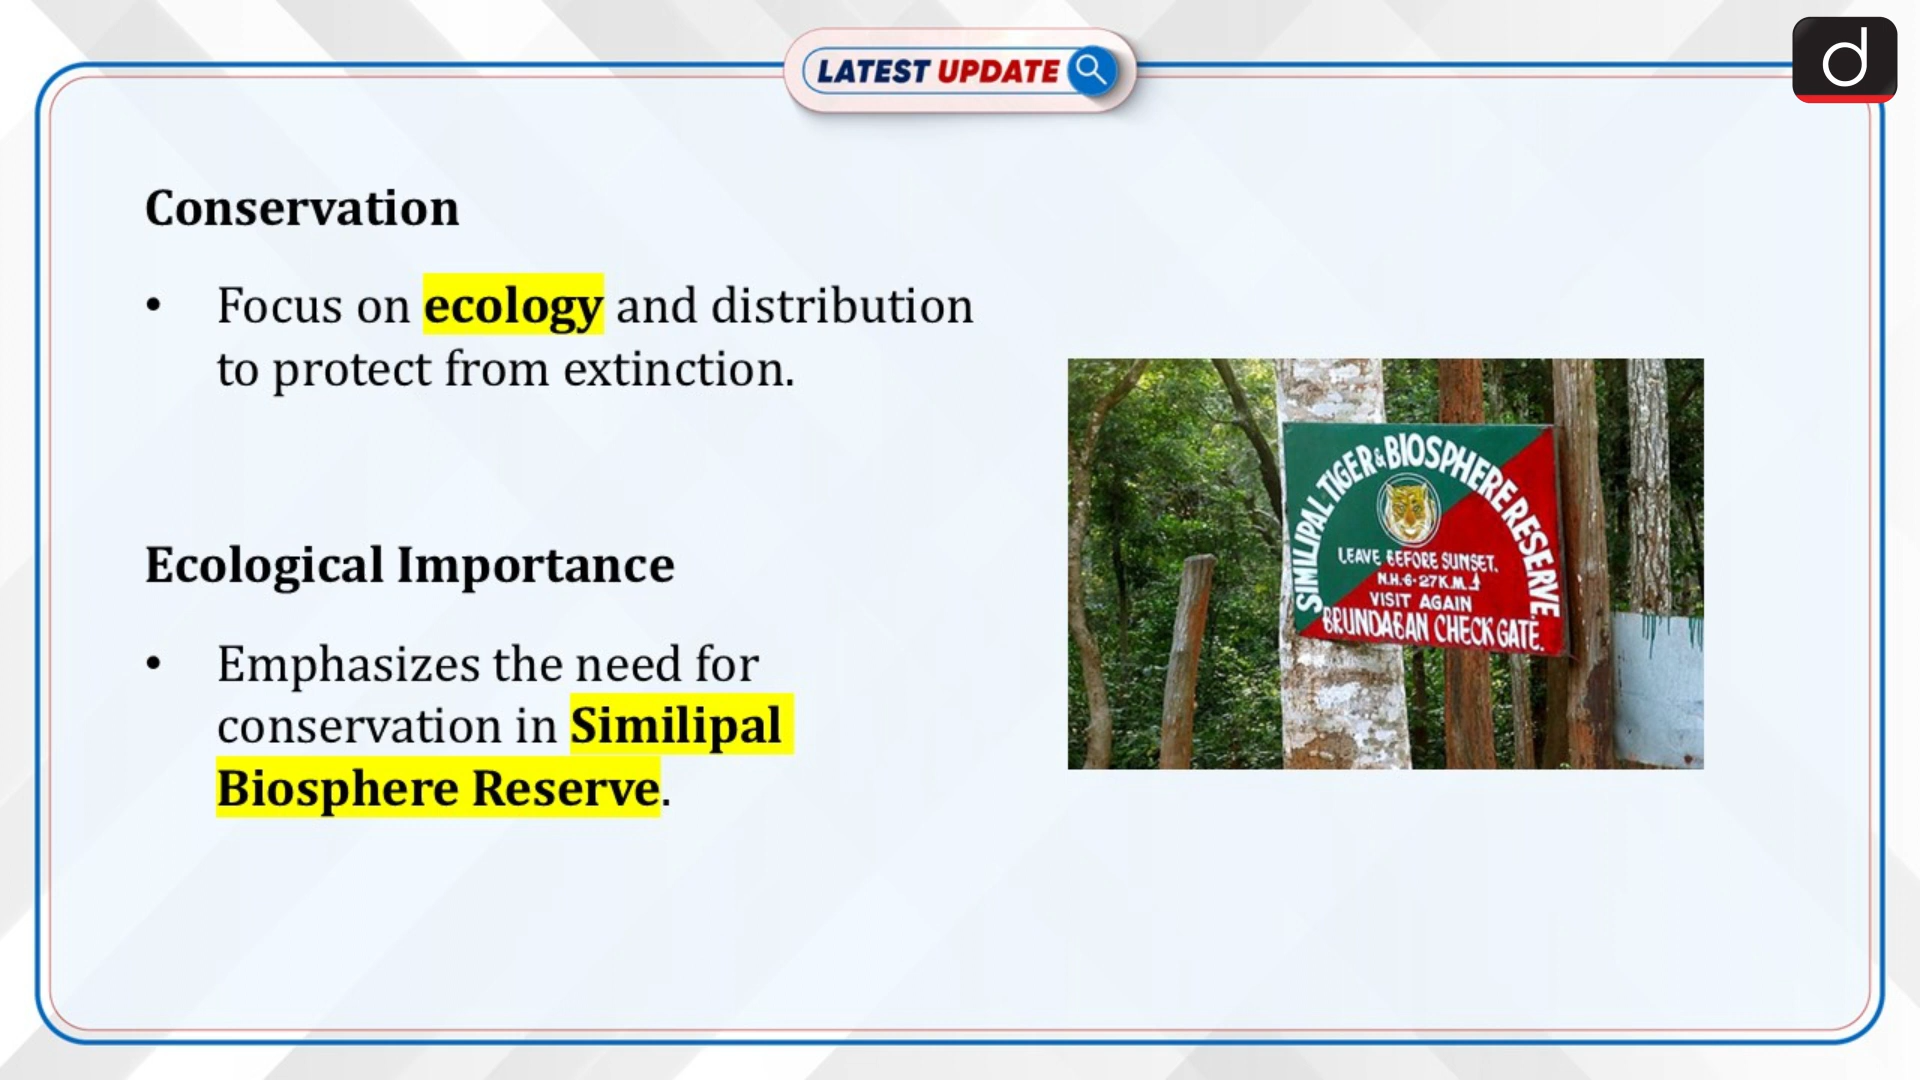 LATEST UPDATE
d
Conservation
• Focus on ecology and distribution
to protect from extinction.
Ecological Importance
• Emphasizes the need for
conservation in Similipal
Biosphere Reserve.
SIMILIPAL TIGER & BIOSPHERE RESERVE
LEAVE BEFORE SUNSET.
N.H.6-27K.M.↑
VISIT AGAIN
BRUNDABAN CHECK GATE.